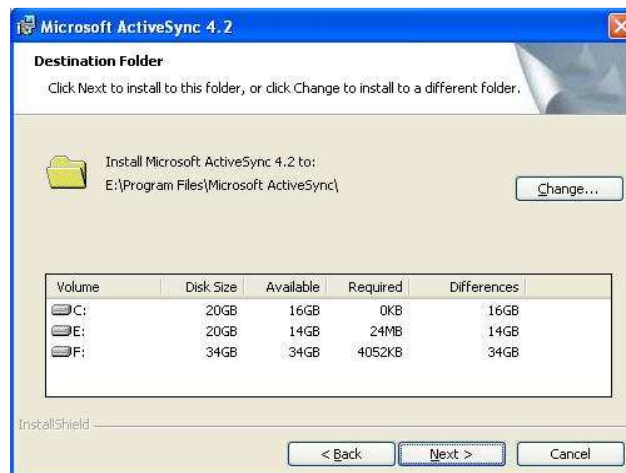 Microsoft ActiveSync 4.2
Destination Folder
Click Next to install to this folder, or click Change to install to a different folder.
Install Microsoft ActiveSync 4.2 to:
E:\Program Files\Microsoft ActiveSync\
Change...
Volume Disk Size Available Required Differences
C: 20GB 16GB 0KB 16GB
E: 20GB 14GB 24MB 14GB
F: 34GB 34GB 4052KB 34GB
InstallShield
< Back Next > Cancel